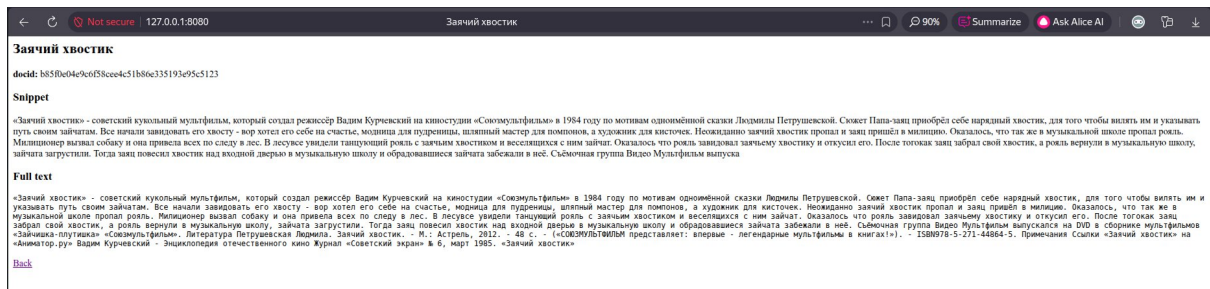 Not secure 127.0.0.1:8080 Заячий хвостик 90% Summarize Ask Alice AI
Заячий хвостик
docid: b85f0e04e9c6f58cee4c51b86e335193e95c5123
Snippet
«Заячий хвостик» - советский кукольный мультфильм, который создал режиссёр Вадим Курчевский на киностудии «Союзмультфильм» в 1984 году по мотивам одноимённой сказки Людмилы Петрушевской. Сюжет Папа-заяц приобрёл себе нарядный хвостик, для того чтобы вилять им и указывать
путь своим зайчатам. Все начали завидовать его хвосту - вор хотел его себе на счастье, модница для пудреницы, шляпный мастер для помпонов, а художник для кисточек. Неожиданно заячий хвостик пропал и заяц пришёл в милицию. Оказалось, что так же в музыкальной школе пропал рояль.
Милиционер вызвал собаку и она привела всех по следу в лес. В лесувсе увидели танцующий рояль с заячьим хвостиком и веселящихся с ним зайчат. Оказалось что рояль завидовал заячьему хвостику и откусил его. После тогокак заяц забрал свой хвостик, а рояль вернули в музыкальную школу,
зайчата загрустили. Тогда заяц повесил хвостик над входной дверью в музыкальную школу и обрадовавшиеся зайчата забежали в неё. Съёмочная группа Видео Мультфильм выпуска
Full text
«Заячий хвостик» - советский кукольный мультфильм, который создал режиссёр Вадим Курчевский на киностудии «Союзмультфильм» в 1984 году по мотивам одноимённой сказки Людмилы Петрушевской. Сюжет Папа-заяц приобрёл себе нарядный хвостик, для того чтобы вилять им и
указывать путь своим зайчатам. Все начали завидовать его хвосту - вор хотел его себе на счастье, модница для пудреницы, шляпный мастер для помпонов, а художник для кисточек. Неожиданно заячий хвостик пропал и заяц пришёл в милицию. Оказалось, что так же в
музыкальной школе пропал рояль. Милиционер вызвал собаку и она привела всех по следу в лес. В лесувсе увидели танцующий рояль с заячьим хвостиком и веселящихся с ним зайчат. Оказалось что рояль завидовал заячьему хвостику и откусил его. После тогокак заяц
забрал свой хвостик, а рояль вернули в музыкальную школу, зайчата загрустили. Тогда заяц повесил хвостик над входной дверью в музыкальную школу и обрадовавшиеся зайчата забежали в неё. Съёмочная группа Видео Мультфильм выпускался на DVD в сборнике мультфильмов
«Зайчишка-плутишка» «Союзмультфильм». Литература Петрушевская Людмила. Заячий хвостик. - М.: Астрель, 2012. - 48 с. - («СОЮЗМУЛЬТФИЛЬМ представляет: впервые - легендарные мультфильмы в книгах!»). - ISBN978-5-271-44864-5. Примечания Ссылки «Заячий хвостик» на
«Аниматор.ру» Вадим Курчевский - Энциклопедия отечественного кино Журнал «Советский экран» № 6, март 1985. «Заячий хвостик»
Back